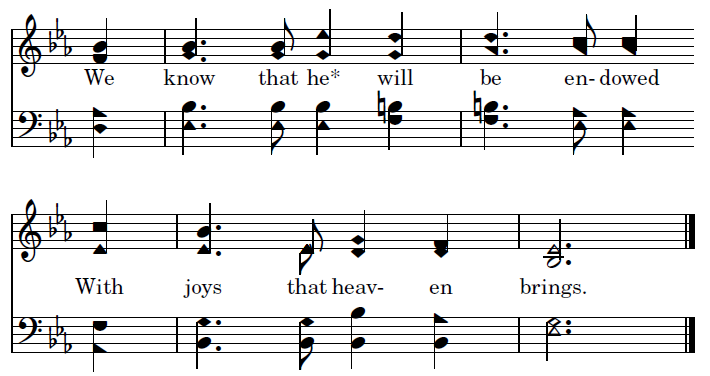 We know that he* will be en- dowed
With joys that heav- en brings.